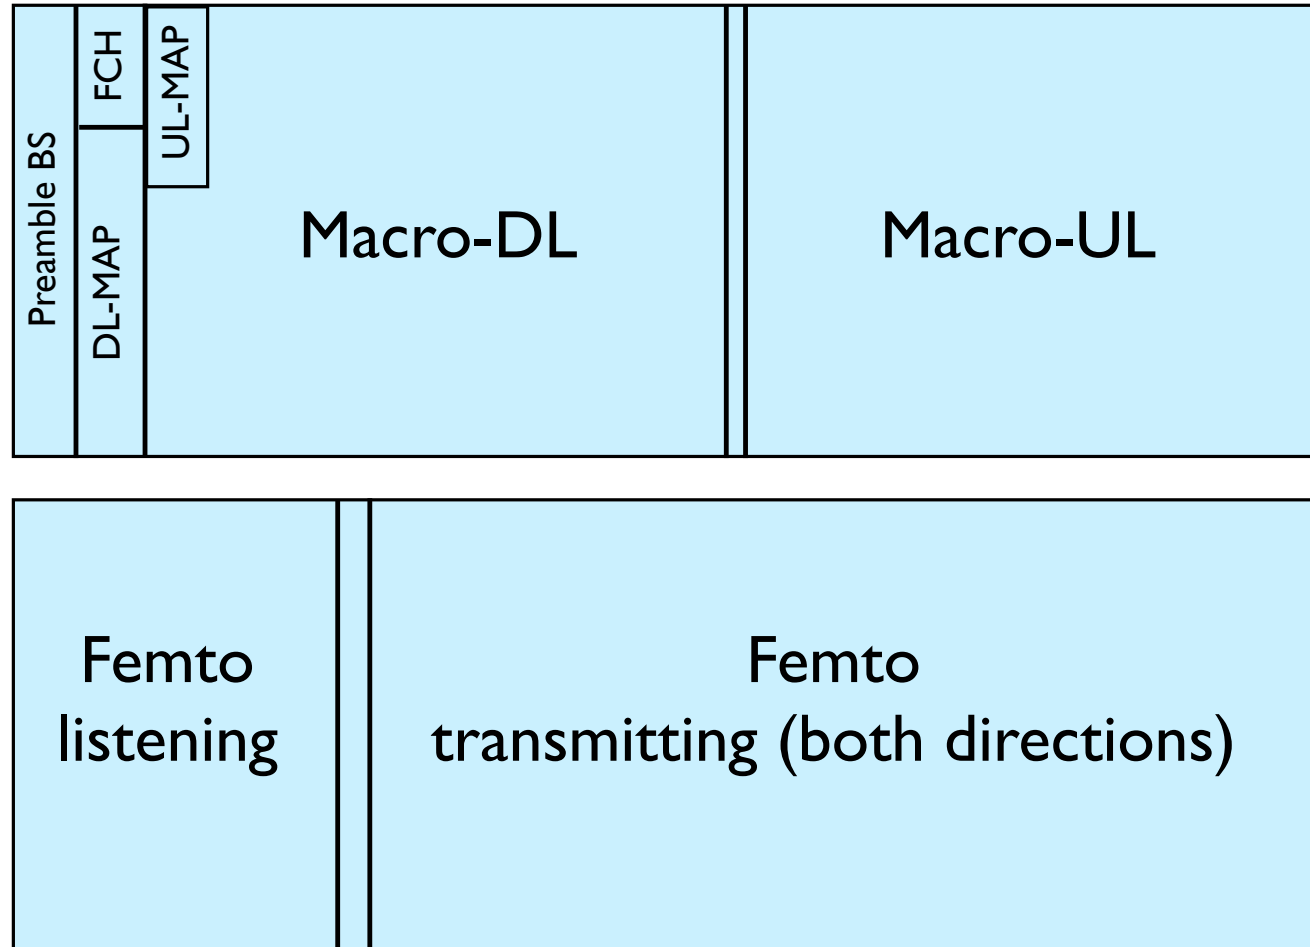 Preamble BS
FCH
DL-MAP
UL-MAP
Macro-DL
Macro-UL
Femto
listening
Femto
transmitting (both directions)